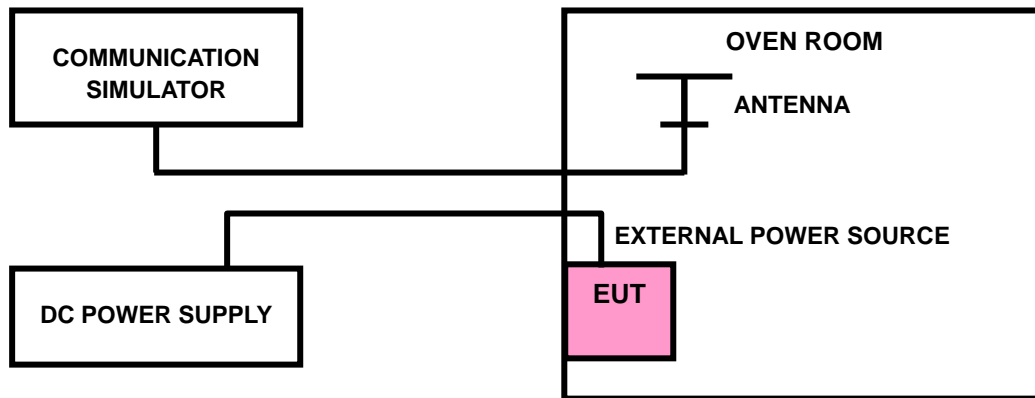 COMMUNICATION
SIMULATOR
OVEN ROOM
ANTENNA
EXTERNAL POWER SOURCE
EUT
DC POWER SUPPLY